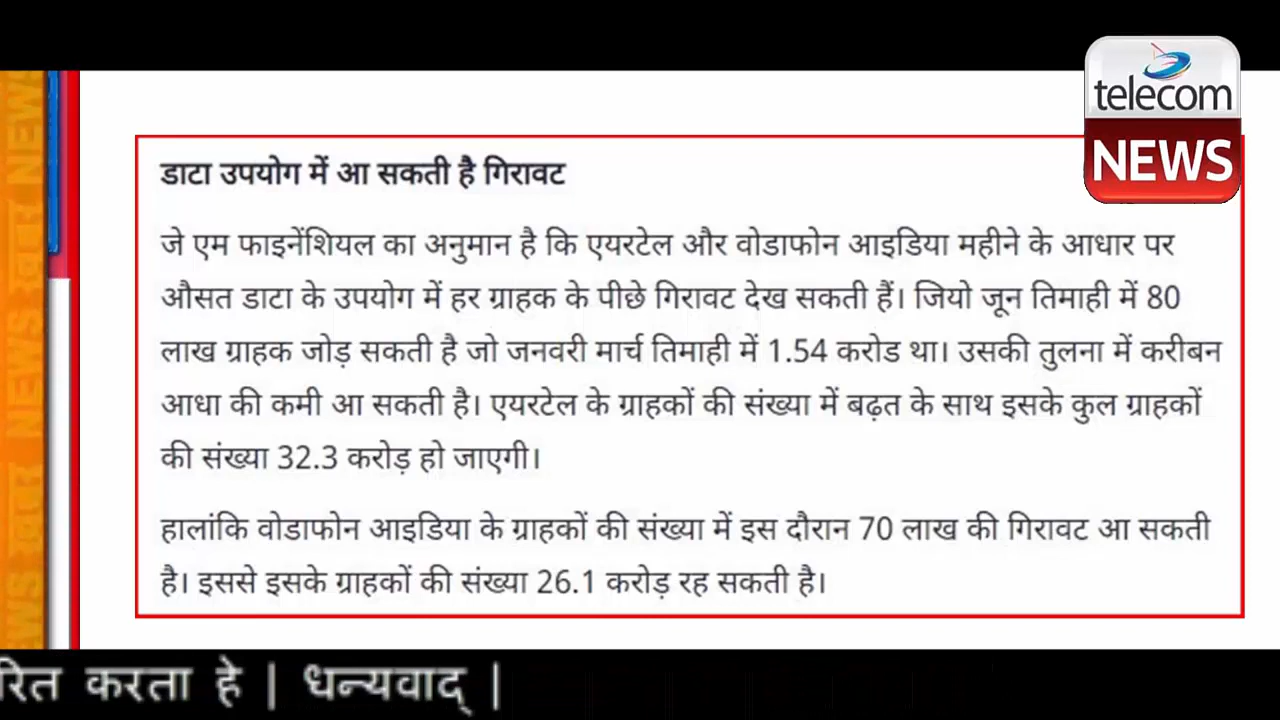 telecom
NEWS
डाटा उपयोग में आ सकती है गिरावट
जे एम फाइनेंशियल का अनुमान है कि एयरटेल और वोडाफोन आइडिया महीने के आधार पर
औसत डाटा के उपयोग में हर ग्राहक के पीछे गिरावट देख सकती हैं। जियो जून तिमाही में 80
लाख ग्राहक जोड़ सकती है जो जनवरी मार्च तिमाही में 1.54 करोड था। उसकी तुलना में करीबन
आधा की कमी आ सकती है। एयरटेल के ग्राहकों की संख्या में बढ़त के साथ इसके कुल ग्राहकों
की संख्या 32.3 करोड़ हो जाएगी।
हालांकि वोडाफोन आइडिया के ग्राहकों की संख्या में इस दौरान 70 लाख की गिरावट आ सकती
है। इससे इसके ग्राहकों की संख्या 26.1 करोड़ रह सकती है।
रित करता हे | धन्यवाद् |